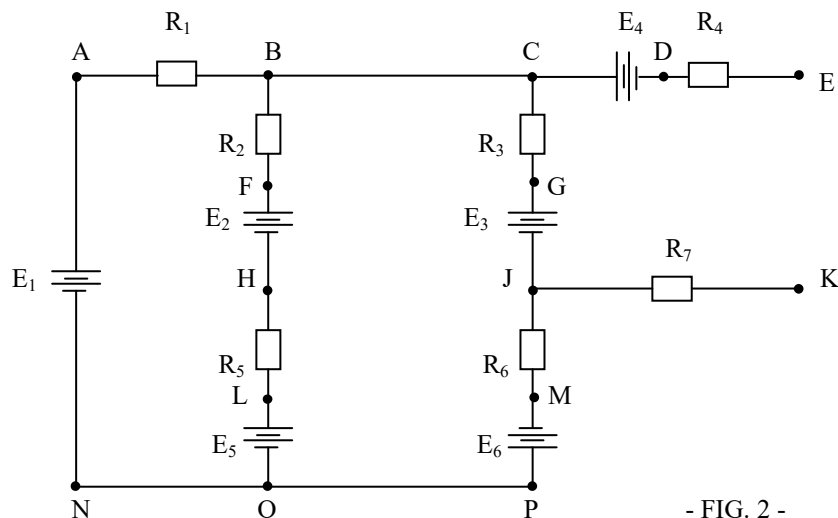 R1
A B C E4 D R4
E
R2 R3
F G
E2 E3
E1 H J R7 K
R5 R6
L M
E5 E6
N O P - FIG. 2 -